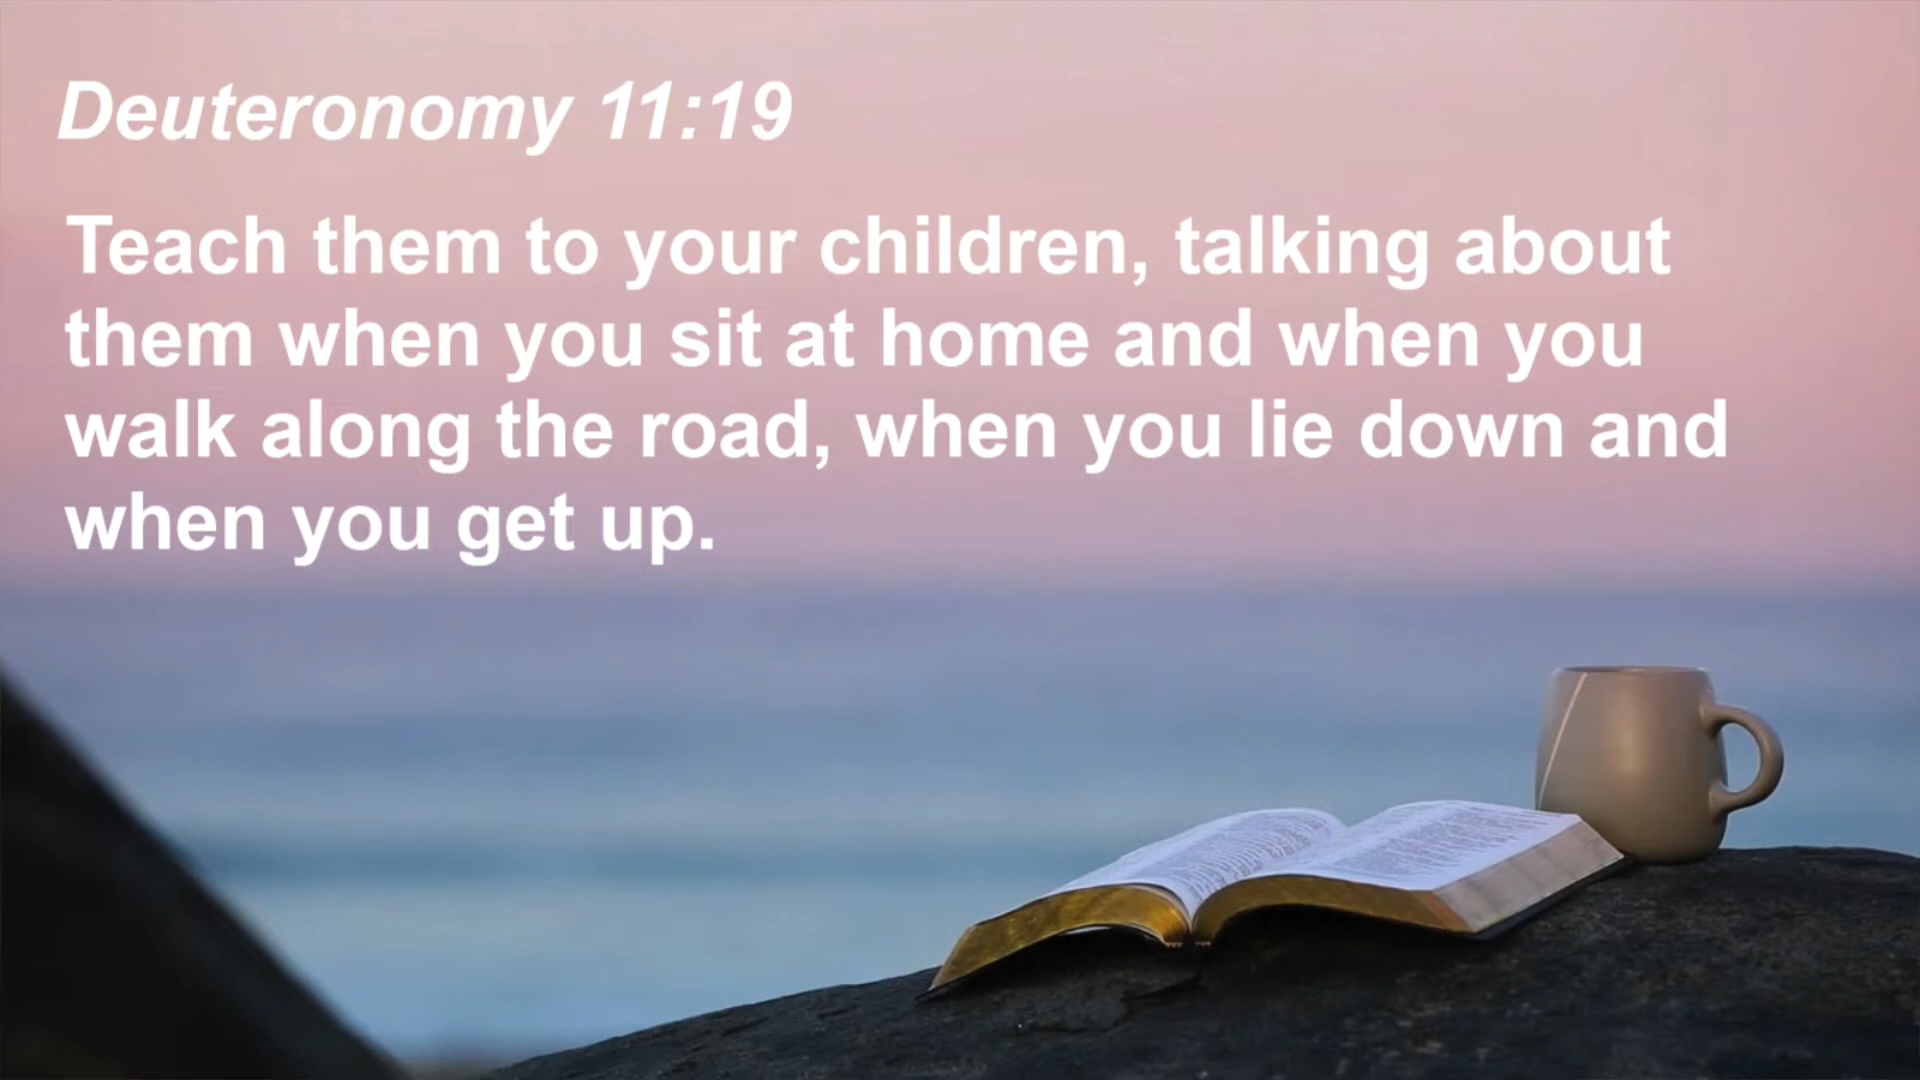 Deuteronomy 11:19
Teach them to your children, talking about
them when you sit at home and when you
walk along the road, when you lie down and
when you get up.